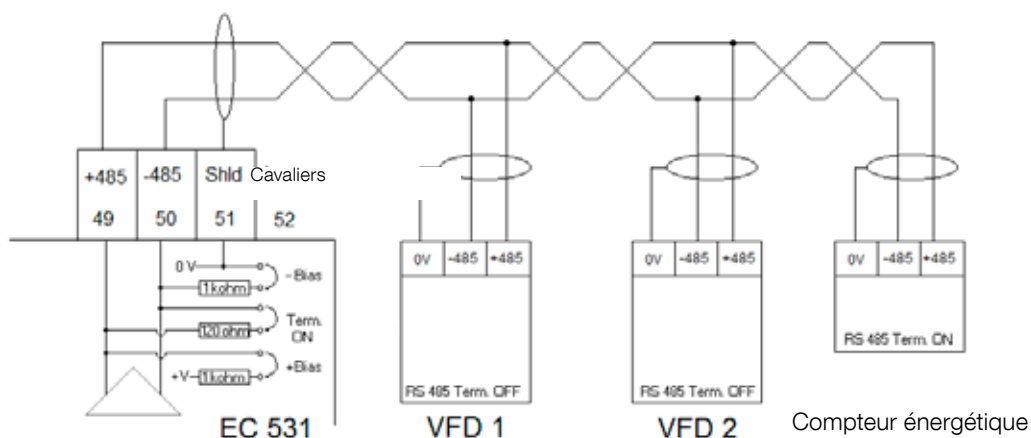 +485 -485 Shld Cavaliers
49 50 51 52
0V
-Bias
1kohm
Term.
ON
120 ohm
+Bias
+V
1kohm
EC 531
0V -485 +485
RS 485 Term. OFF
VFD 1
0V -485 +485
RS 485 Term. OFF
VFD 2
0V -485 +485
RS 485 Term. ON
Compteur énergétique